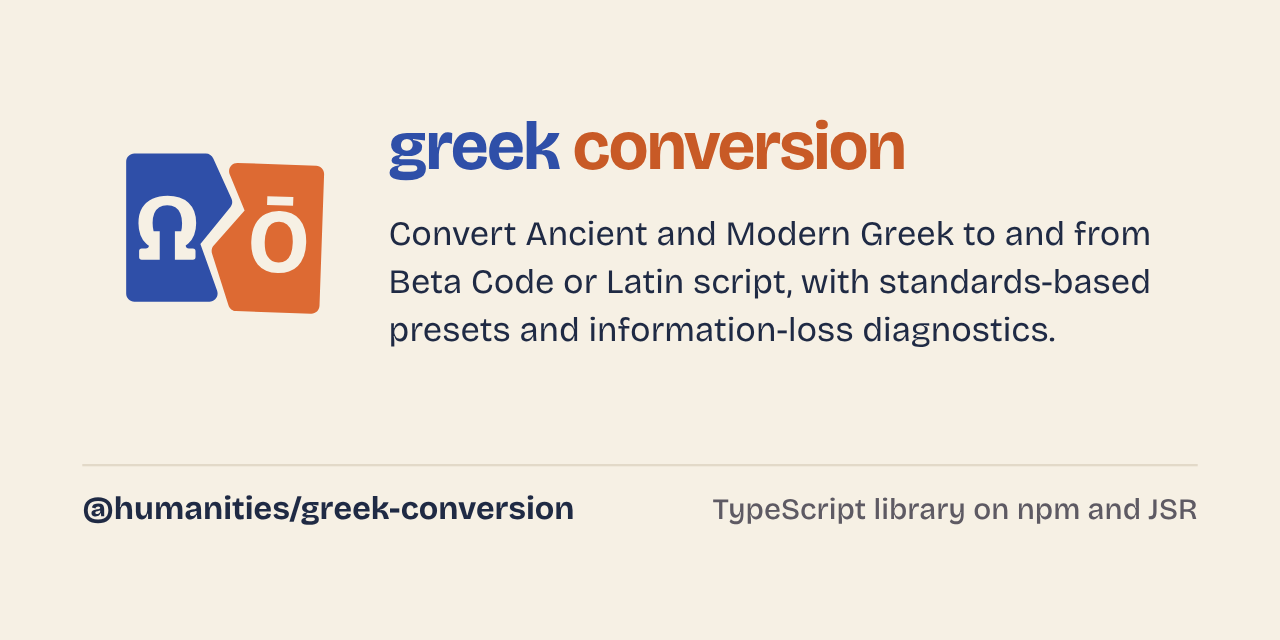 Ω Ō
greek conversion
Convert Ancient and Modern Greek to and from
Beta Code or Latin script, with standards-based
presets and information-loss diagnostics.
@humanities/greek-conversion
TypeScript library on npm and JSR